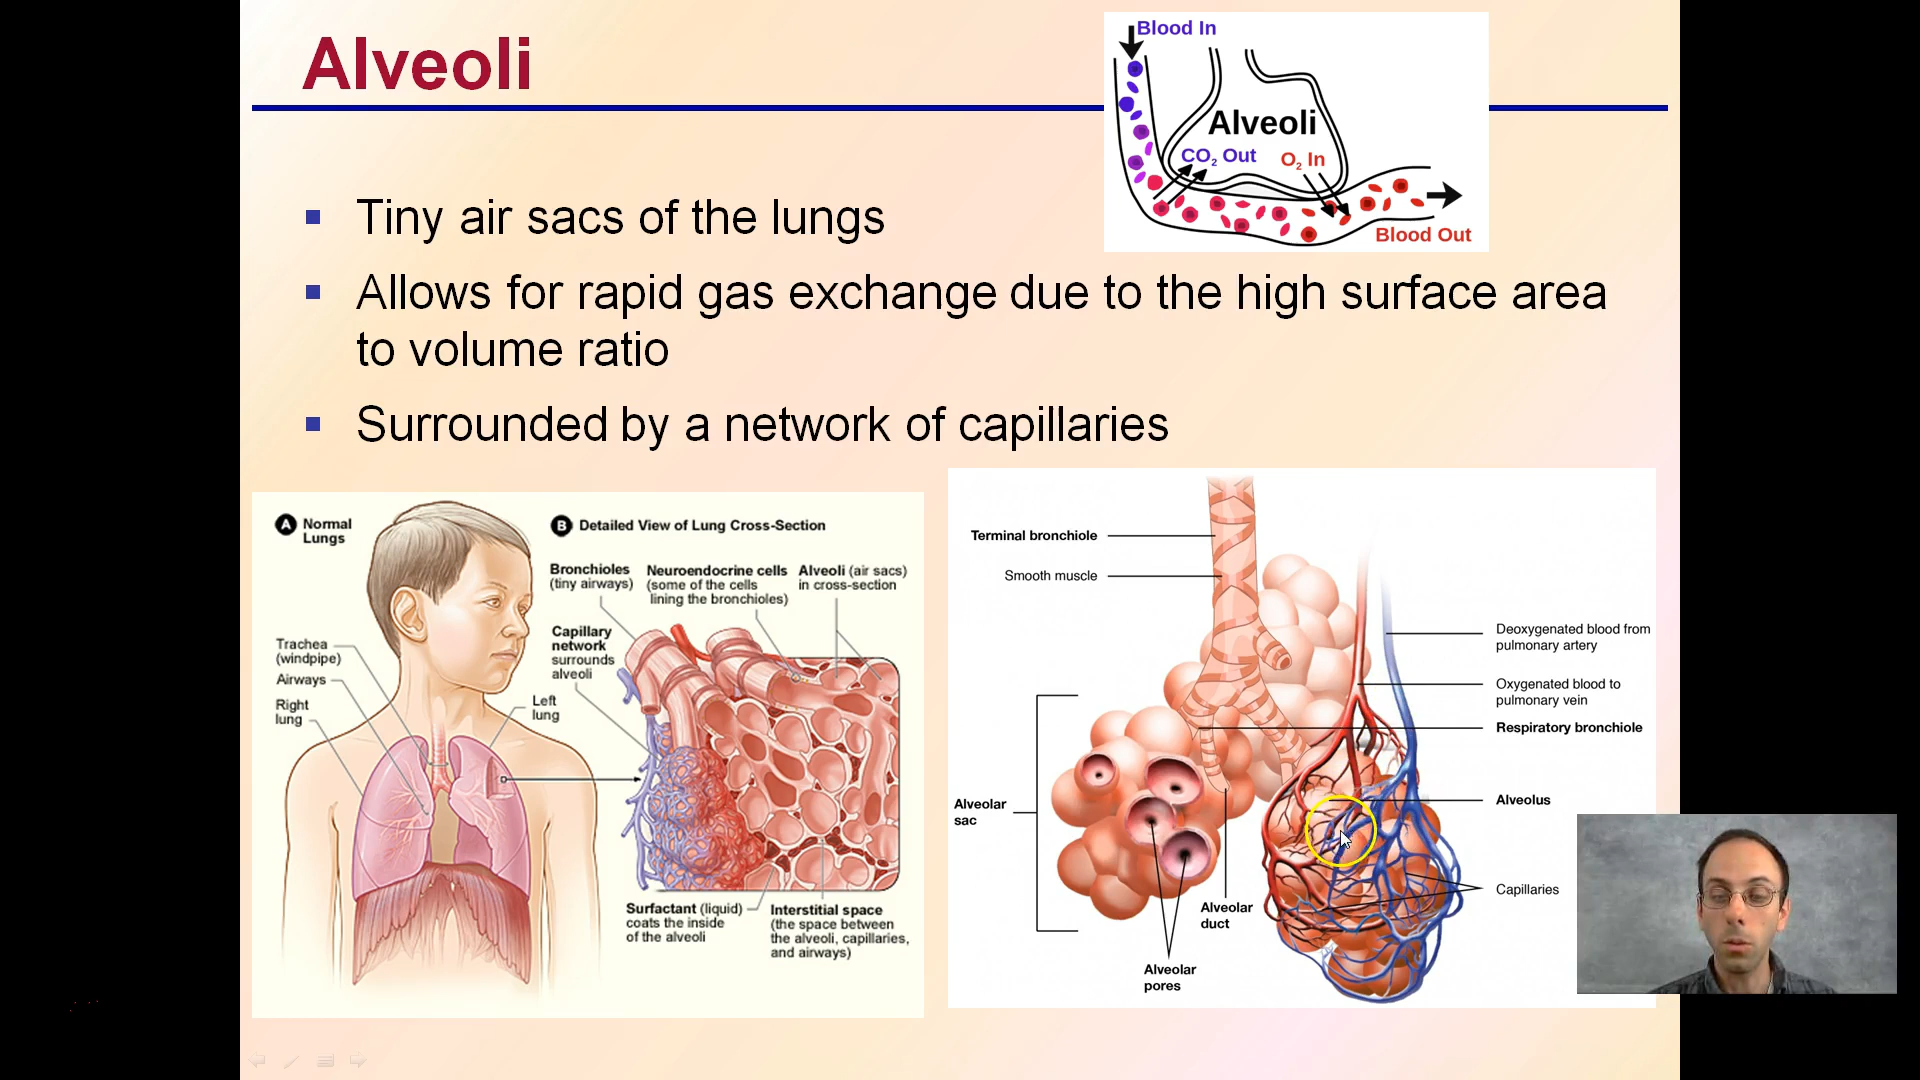 Alveoli
Blood In
Alveoli
CO2 Out
O2 In
Blood Out
Tiny air sacs of the lungs
Allows for rapid gas exchange due to the high surface area
to volume ratio
Surrounded by a network of capillaries
A Normal
Lungs
Trachea
(windpipe)
Airways
Right
lung
Left
lung
B Detailed View of Lung Cross-Section
Bronchioles
(tiny airways)
Neuroendocrine cells
(some of the cells
lining the bronchioles)
Alveoli (air sacs)
in cross-section
Capillary
network
surrounds
alveoli
Surfactant (liquid)
coats the inside
of the alveoli
Interstitial space
(the space between
the alveoli, capillaries,
and airways)
Terminal bronchiole
Smooth muscle
Deoxygenated blood from
pulmonary artery
Oxygenated blood to
pulmonary vein
Respiratory bronchiole
Alveolus
Alveolar
sac
Capillaries
Alveolar
duct
Alveolar
pores